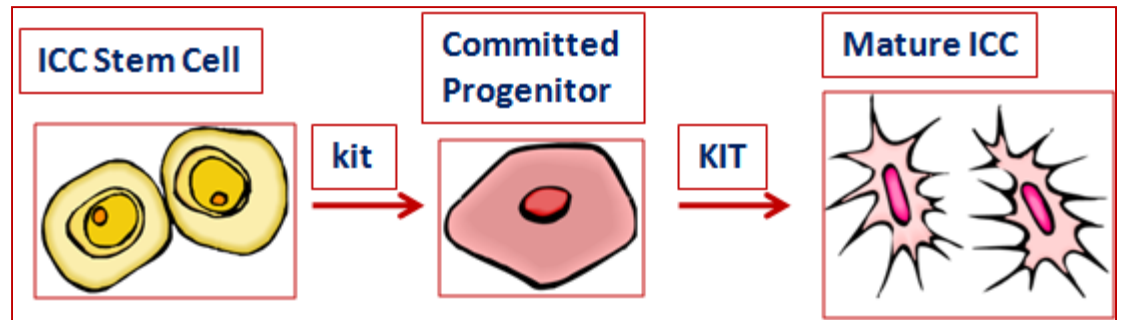 ICC Stem Cell
kit
Committed
Progenitor
KIT
Mature ICC